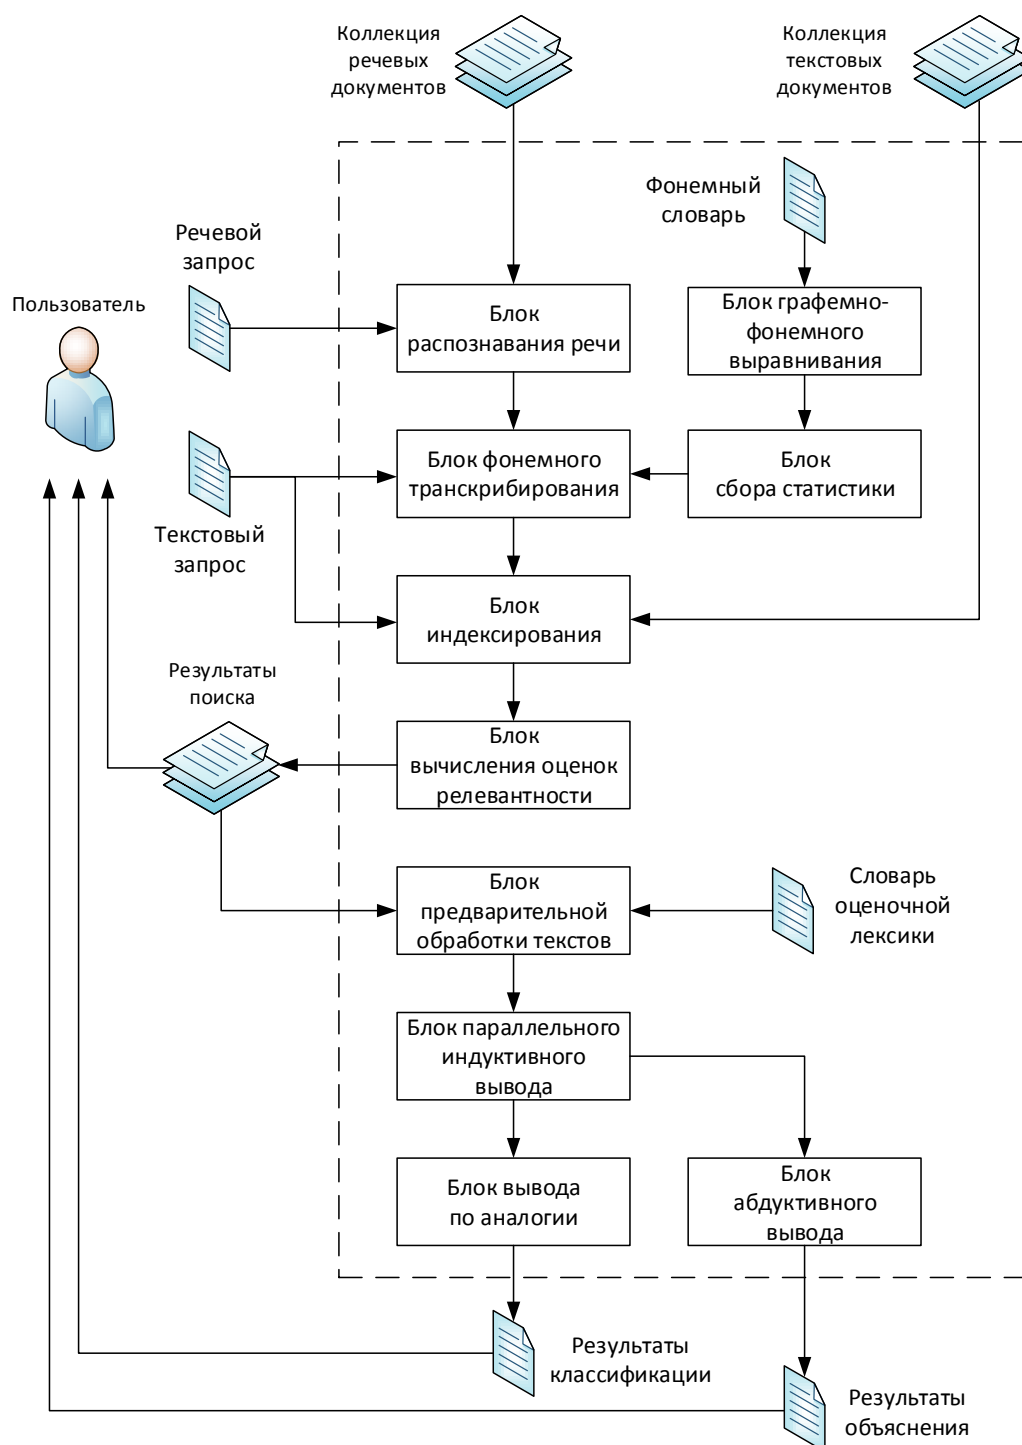 Коллекция
речевых
документов
Коллекция
текстовых
документов
Фонемный
словарь
Речевой
запрос
Пользователь
Блок
распознавания речи
Блок графемно-
фонемного
выравнивания
Блок фонемного
транскрибирования
Блок
сбора статистики
Текстовый
запрос
Блок
индексирования
Результаты
поиска
Блок
вычисления оценок
релевантности
Блок
предварительной
обработки текстов
Словарь
оценочной
лексики
Блок параллельного
индуктивного
вывода
Блок вывода
по аналогии
Блок
абдуктивного
вывода
Результаты
классификации
Результаты
объяснения